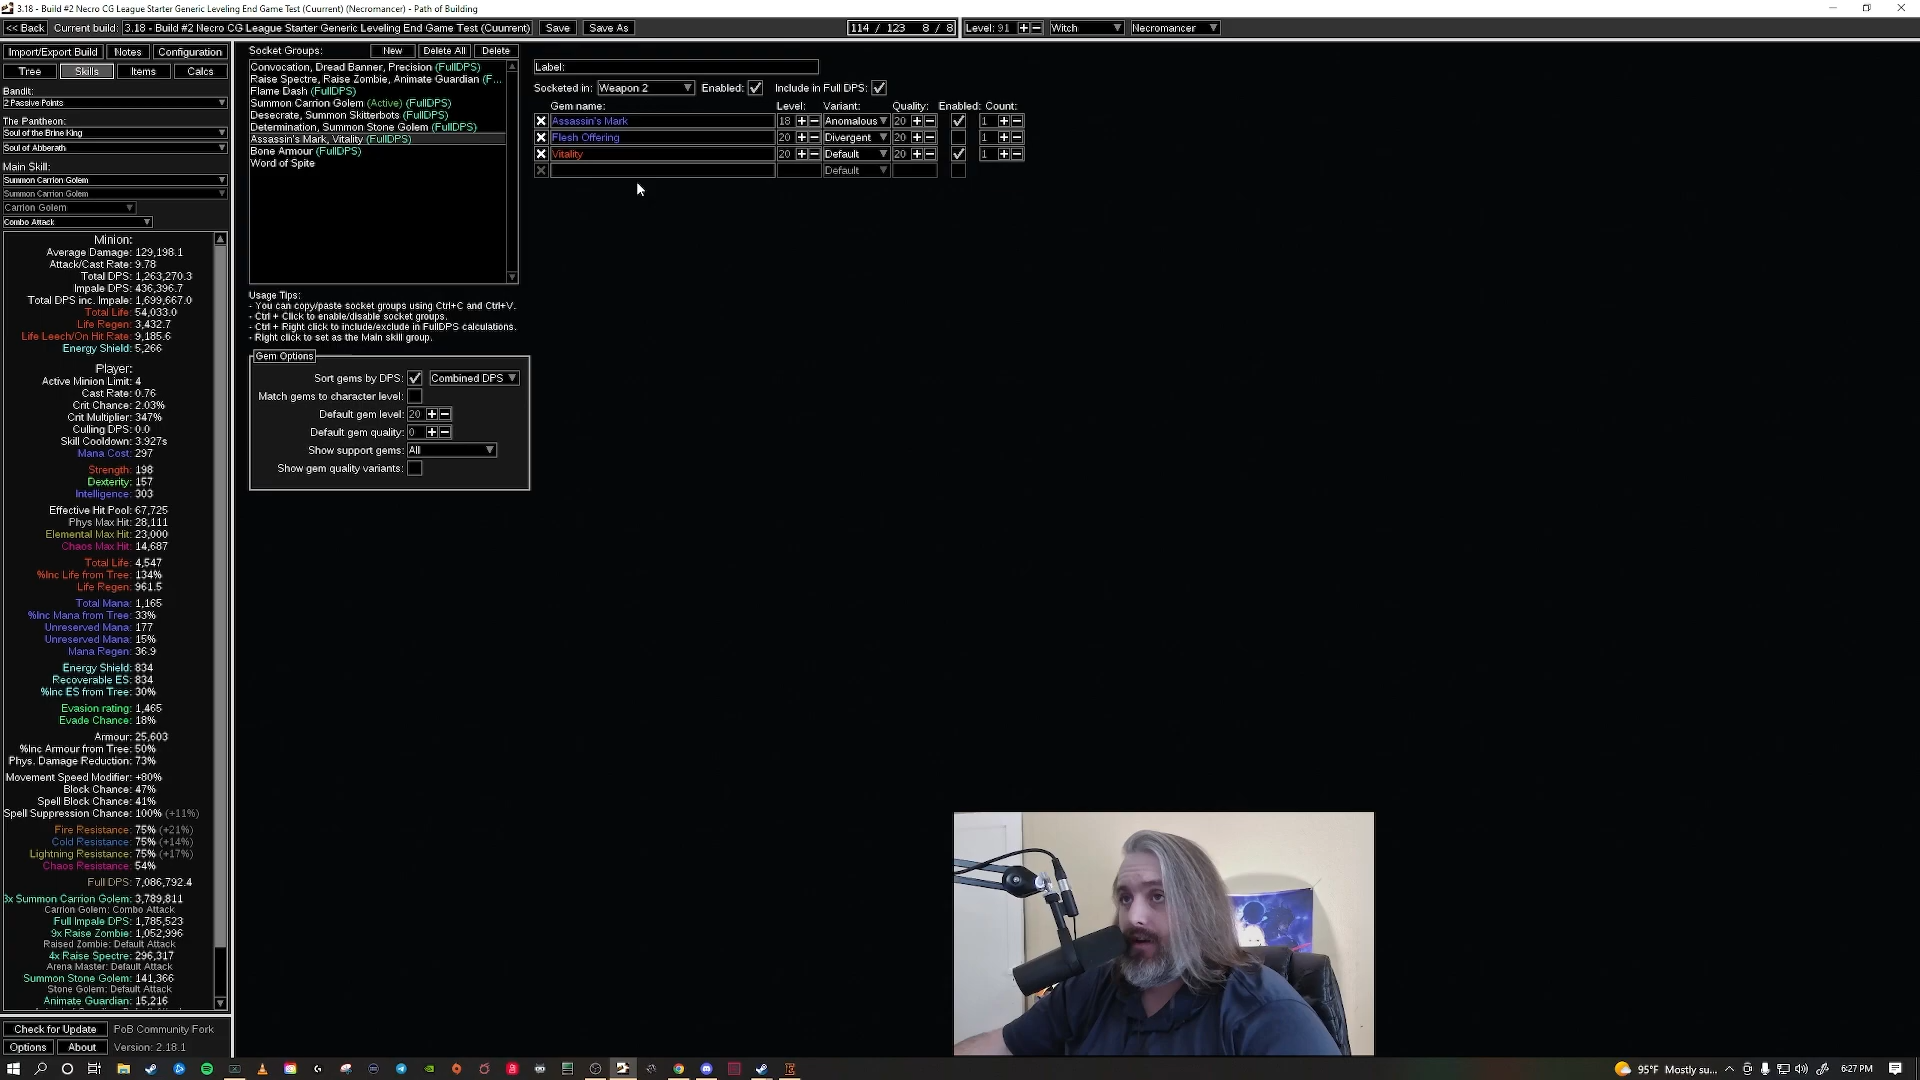 3.18 - Build #2 Necro CG League Starter Generic Leveling End Game Test (Cuurrent) (Necromancer) - Path of Building
<< Back Current build: 3.18 - Build #2 Necro CG League Starter Generic Leveling End Game Test (Cuurrent) Save Save As 114 / 123 8 / 8 Level: 91 Witch Necromancer
Import/Export Build Notes Configuration
Tree Skills Items Calcs
Bandit:
2 Passive Points
The Pantheon:
Soul of the Brine King
Soul of Abberath
Main Skill:
Summon Carrion Golem
Summon Carrion Golem
Carrion Golem
Combo Attack
Minion:
Average Damage: 129,198.1
Attack/Cast Rate: 9.78
Total DPS: 1,263,270.3
Impale DPS: 436,396.7
Total DPS inc. Impale: 1,699,667.0
Total Life: 54,033.0
Life Regen: 3,432.7
Life Leech/On Hit Rate: 9,185.6
Energy Shield: 5,266
Player:
Active Minion Limit: 4
Cast Rate: 0.76
Crit Chance: 2.03%
Crit Multiplier: 347%
Culling DPS: 0.0
Skill Cooldown: 3.927s
Mana Cost: 297
Strength: 198
Dexterity: 157
Intelligence: 303
Effective Hit Pool: 67,725
Phys Max Hit: 28,111
Elemental Max Hit: 23,000
Chaos Max Hit: 14,687
Total Life: 4,547
%Inc Life from Tree: 134%
Life Regen: 961.5
Total Mana: 1,165
%Inc Mana from Tree: 33%
Unreserved Mana: 177
Unreserved Mana: 15%
Mana Regen: 36.9
Energy Shield: 834
Recoverable ES: 834
%Inc ES from Tree: 30%
Evasion rating: 1,465
Evade Chance: 18%
Armour: 25,603
%Inc Armour from Tree: 50%
Phys. Damage Reduction: 73%
Movement Speed Modifier: +80%
Block Chance: 47%
Spell Block Chance: 41%
Spell Suppression Chance: 100% (+11%)
Fire Resistance: 75% (+21%)
Cold Resistance: 75% (+14%)
Lightning Resistance: 75% (+17%)
Chaos Resistance: 54%
Full DPS: 7,086,792.4
3x Summon Carrion Golem: 3,789,811
Carrion Golem: Combo Attack
Full Impale DPS: 1,785,523
9x Raise Zombie: 1,052,996
Raised Zombie: Default Attack
4x Raise Spectre: 296,317
Arena Master: Default Attack
Summon Stone Golem: 141,366
Stone Golem: Default Attack
Animate Guardian: 15,216
Check for Update PoB Community Fork
Options About Version: 2.18.1
Socket Groups: New Delete All Delete
Convocation, Dread Banner, Precision (FullDPS)
Raise Spectre, Raise Zombie, Animate Guardian (F...
Flame Dash (FullDPS)
Summon Carrion Golem (Active) (FullDPS)
Desecrate, Summon Skitterbots (FullDPS)
Determination, Summon Stone Golem (FullDPS)
Assassin's Mark, Vitality (FullDPS)
Bone Armour (FullDPS)
Word of Spite
Usage Tips:
- You can copy/paste socket groups using Ctrl+C and Ctrl+V.
- Ctrl + Click to enable/disable socket groups.
- Ctrl + Right click to include/exclude in FullDPS calculations.
- Right click to set as the Main skill group.
Gem Options
Sort gems by DPS: Combined DPS
Match gems to character level:
Default gem level: 20
Default gem quality: 0
Show support gems: All
Show gem quality variants:
Label:
Socketed in: Weapon 2 Enabled: Include in Full DPS:
Gem name: Level: Variant: Quality: Enabled: Count:
Assassin's Mark 18 Anomalous 20 1
Flesh Offering 20 Divergent 20 1
Vitality 20 Default 20 1
Default
95°F Mostly su... 6:27 PM